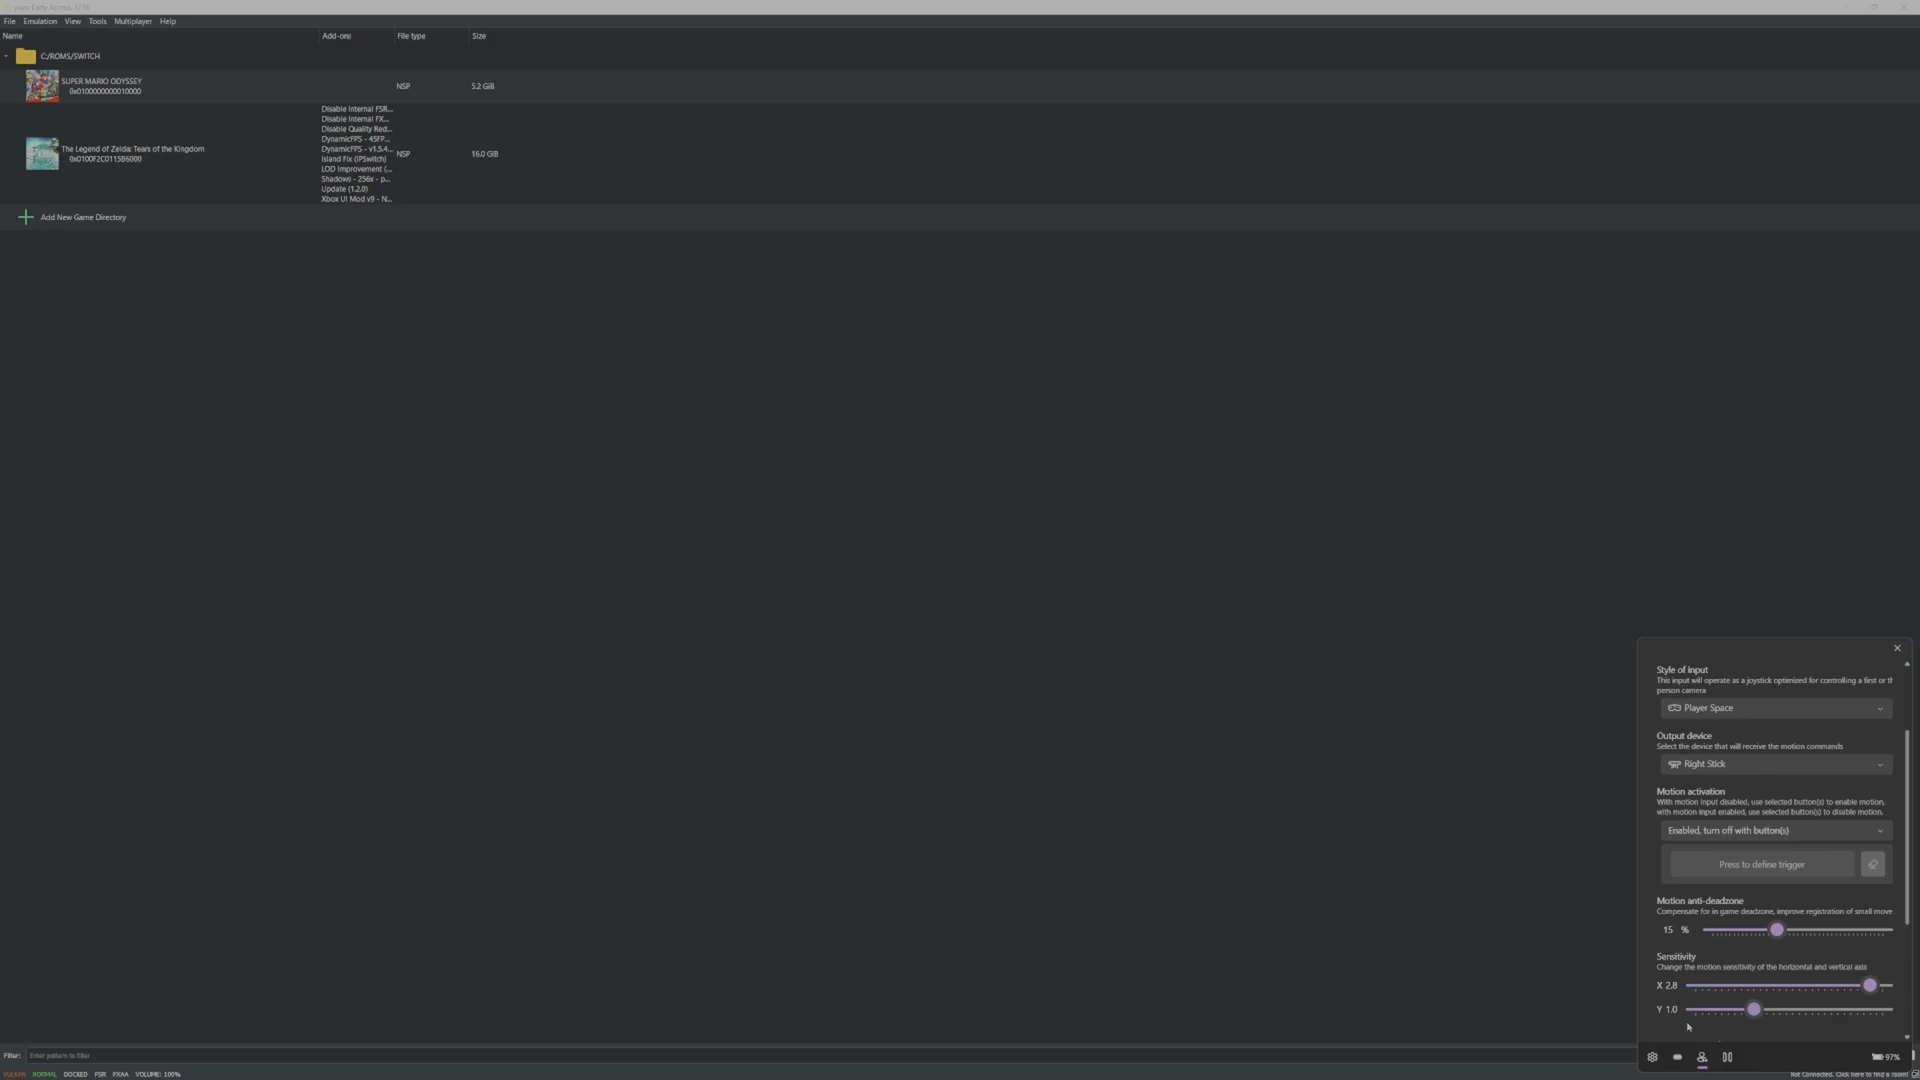 yuzu Early Access 3778
File Emulation View Tools Multiplayer Help
Name Add-ons File type Size
C:/ROMS/SWITCH
SUPER MARIO ODYSSEY
0x0100000000010000
NSP 5.2 GiB
Disable Internal FSR...
Disable Internal FX...
Disable Quality Red...
DynamicFPS - 45FP...
The Legend of Zelda: Tears of the Kingdom
0x0100F2C0115B6000
DynamicFPS - v1.5.4...
Island Fix (IPSwitch)
LOD Improvement (...
Shadows - 256x - p...
Update (1.2.0)
Xbox UI Mod v9 - N...
NSP 16.0 GiB
Add New Game Directory
Style of input
This input will operate as a joystick optimized for controlling a first or th
person camera
Player Space
Output device
Select the device that will receive the motion commands
Right Stick
Motion activation
With motion input disabled, use selected button(s) to enable motion,
with motion input enabled, use selected button(s) to disable motion.
Enabled, turn off with button(s)
Press to define trigger
Motion anti-deadzone
Compensate for in game deadzone, improve registration of small move
15 %
Sensitivity
Change the motion sensitivity of the horizontal and vertical axis
X 2.8
Y 1.0
97%
Filter: Enter pattern to filter
VULKAN NORMAL DOCKED FSR FXAA VOLUME: 100%
Not Connected. Click here to find a room!